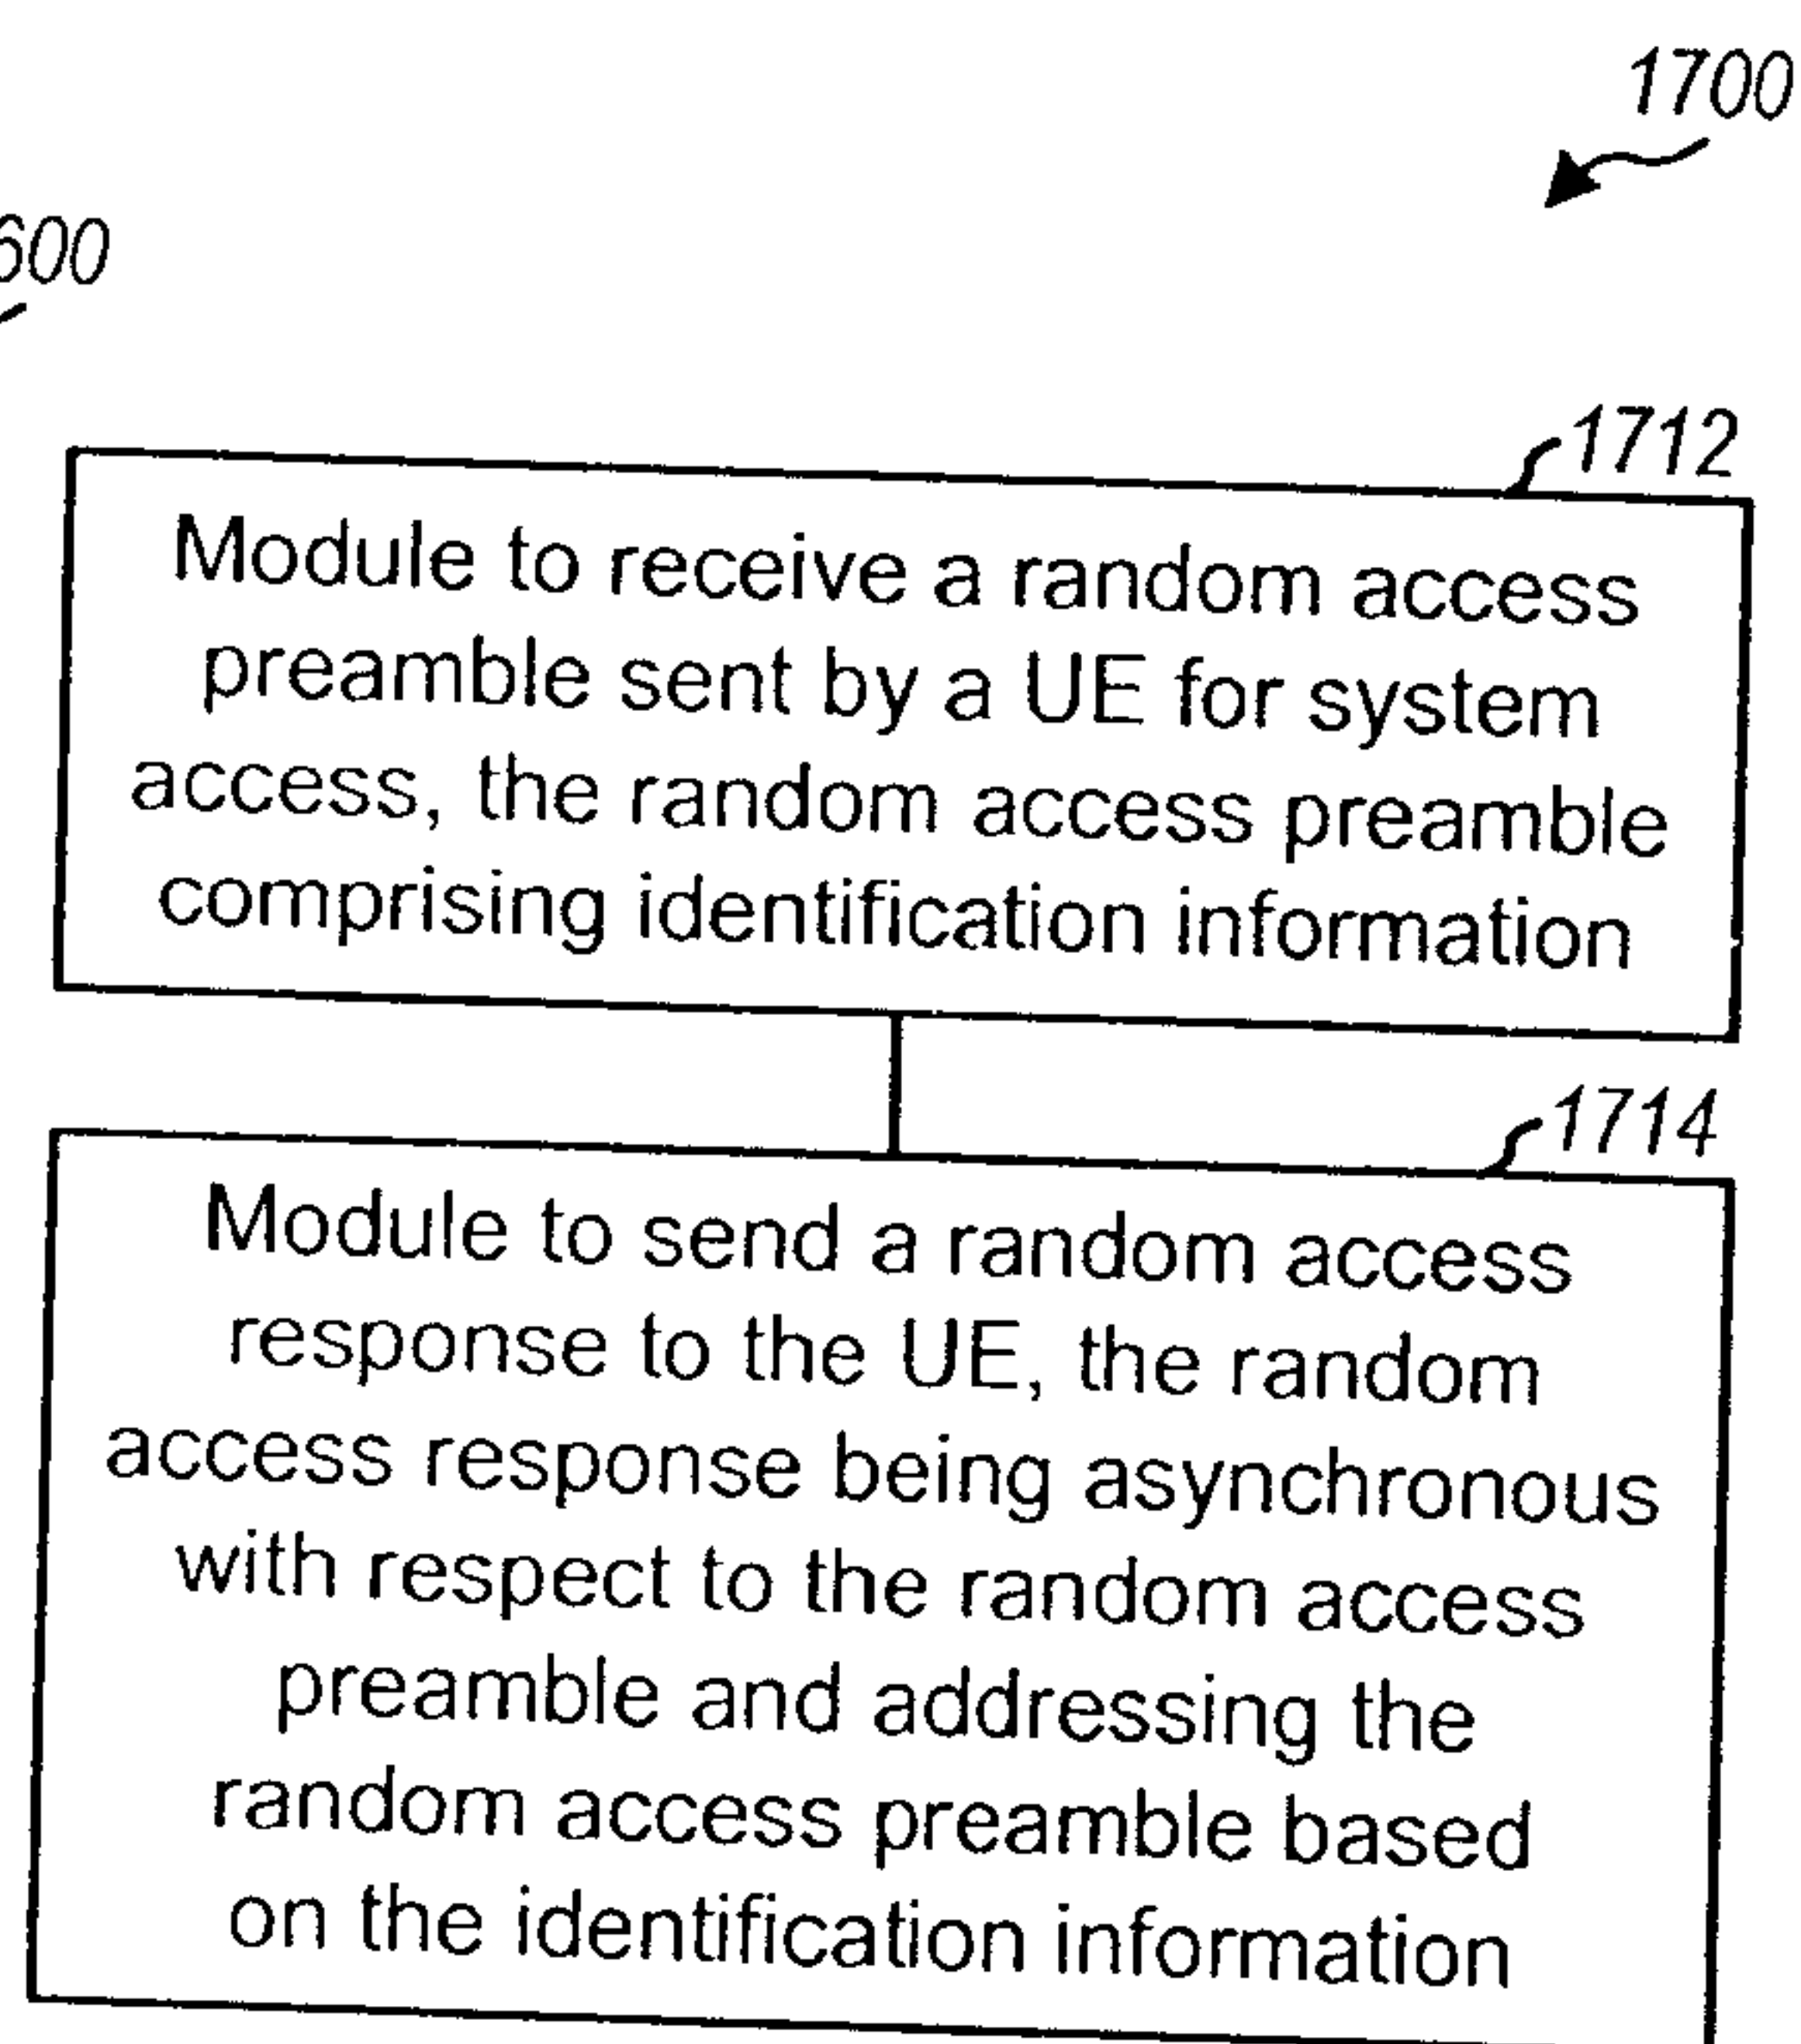 1700
600
1712
Module to receive a random access
preamble sent by a UE for system
access, the random access preamble
comprising identification information
1714
Module to send a random access
response to the UE, the random
access response being asynchronous
with respect to the random access
preamble and addressing the
random access preamble based
on the identification information